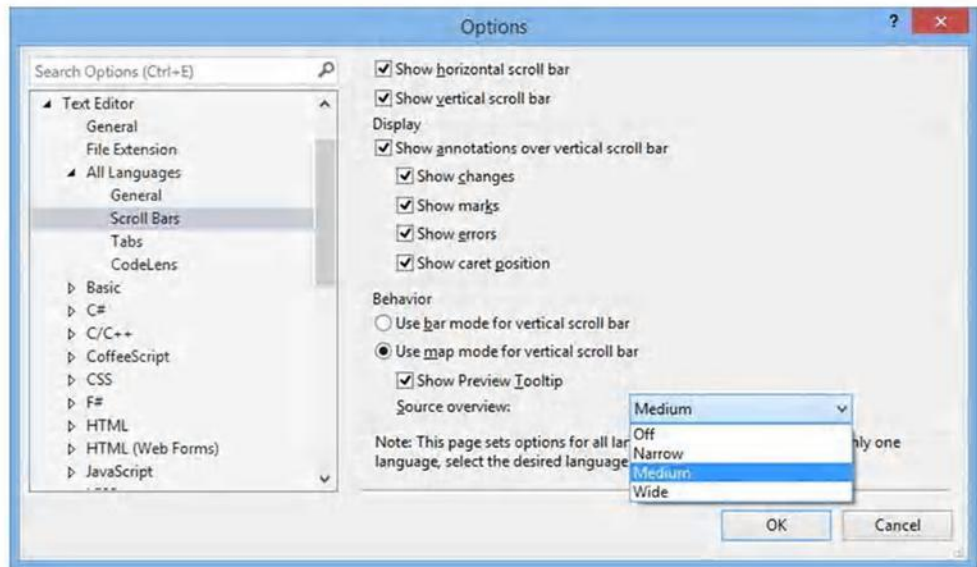 Options
?
Search Options (Ctrl+E)
Text Editor
General
File Extension
All Languages
General
Scroll Bars
Tabs
CodeLens
Basic
C#
C/C++
CoffeeScript
CSS
F#
HTML
HTML (Web Forms)
JavaScript
Show horizontal scroll bar
Show vertical scroll bar
Display
Show annotations over vertical scroll bar
Show changes
Show marks
Show errors
Show caret position
Behavior
Use bar mode for vertical scroll bar
Use map mode for vertical scroll bar
Show Preview Tooltip
Source overview:
Medium
Off
Narrow
Medium
Wide
Note: This page sets options for all lan hly one
language, select the desired language
OK
Cancel